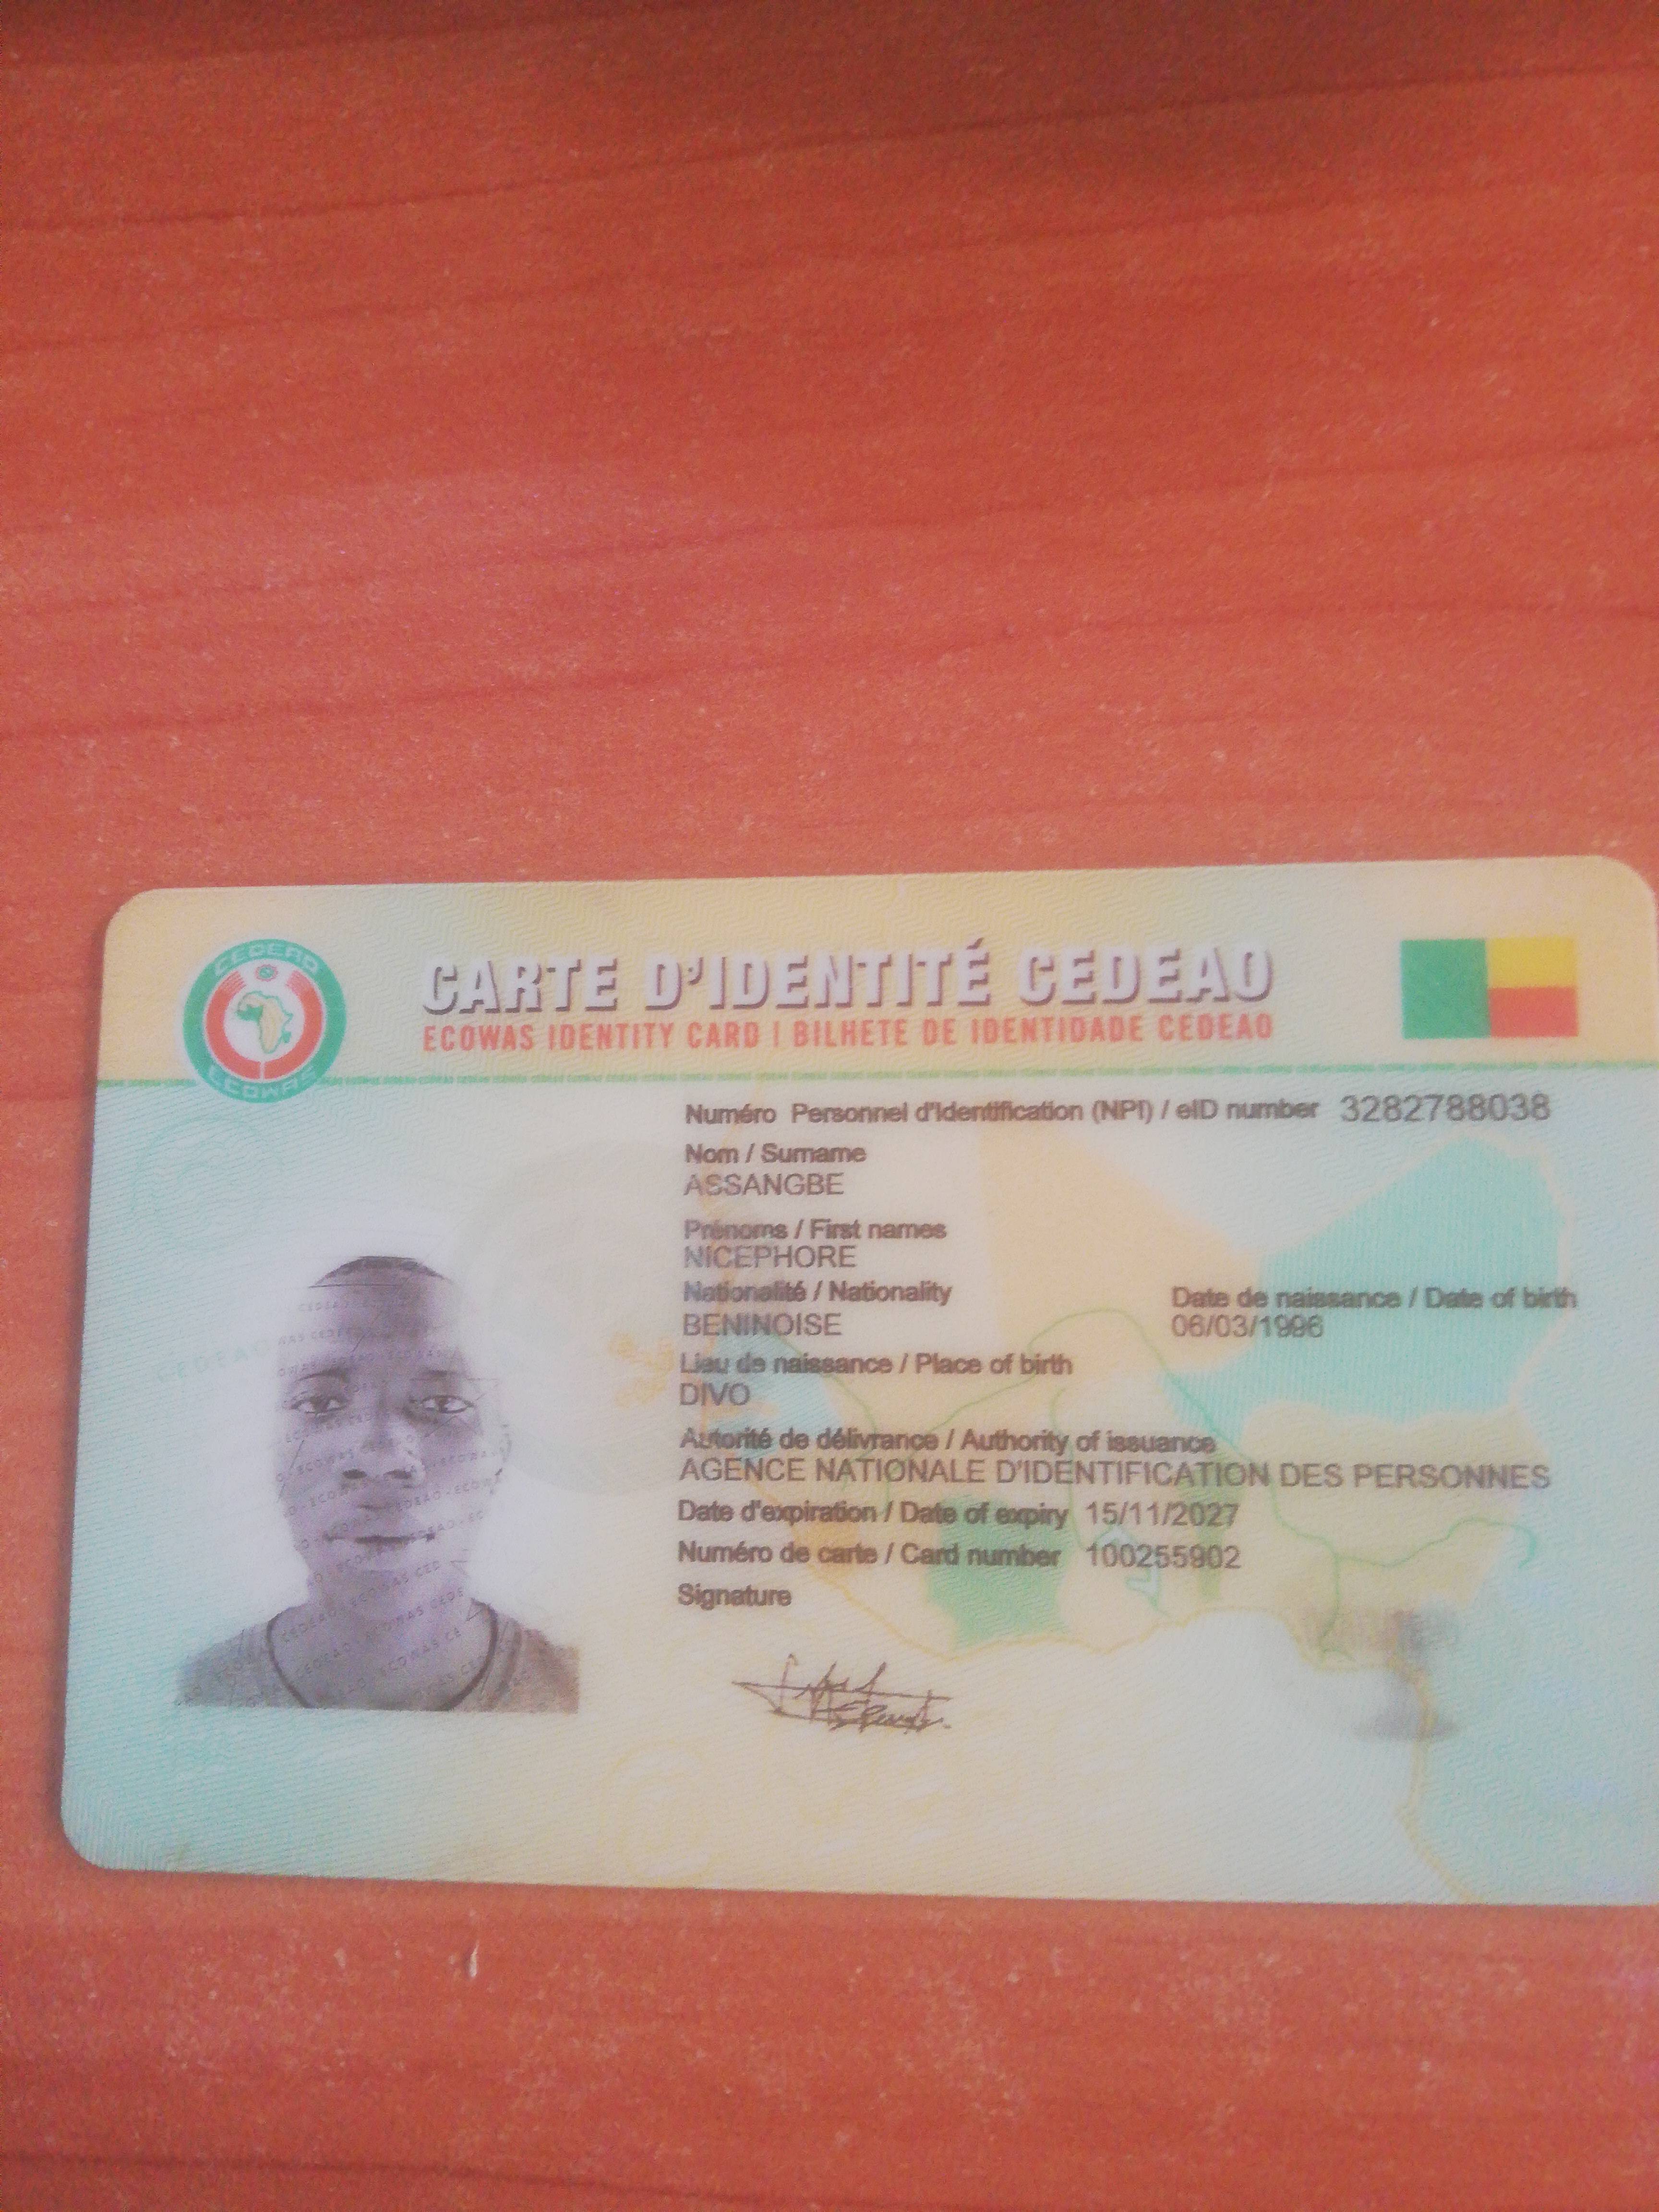 CEDEAO
ECOWAS
CARTE D'IDENTITÉ CEDEAO
ECOWAS IDENTITY CARD | BILHETE DE IDENTIDADE CEDEAO
Numéro Personnel d'Identification (NPI) / eID number 3282788038
Nom / Surname
ASSANGBE
Prénoms / First names
NICEPHORE
Nationalité / Nationality
BENINOISE
Date de naissance / Date of birth
06/03/1996
Lieu de naissance / Place of birth
DIVO
Autorité de délivrance / Authority of issuance
AGENCE NATIONALE D'IDENTIFICATION DES PERSONNES
Date d'expiration / Date of expiry 15/11/2027
Numéro de carte / Card number 100255902
Signature